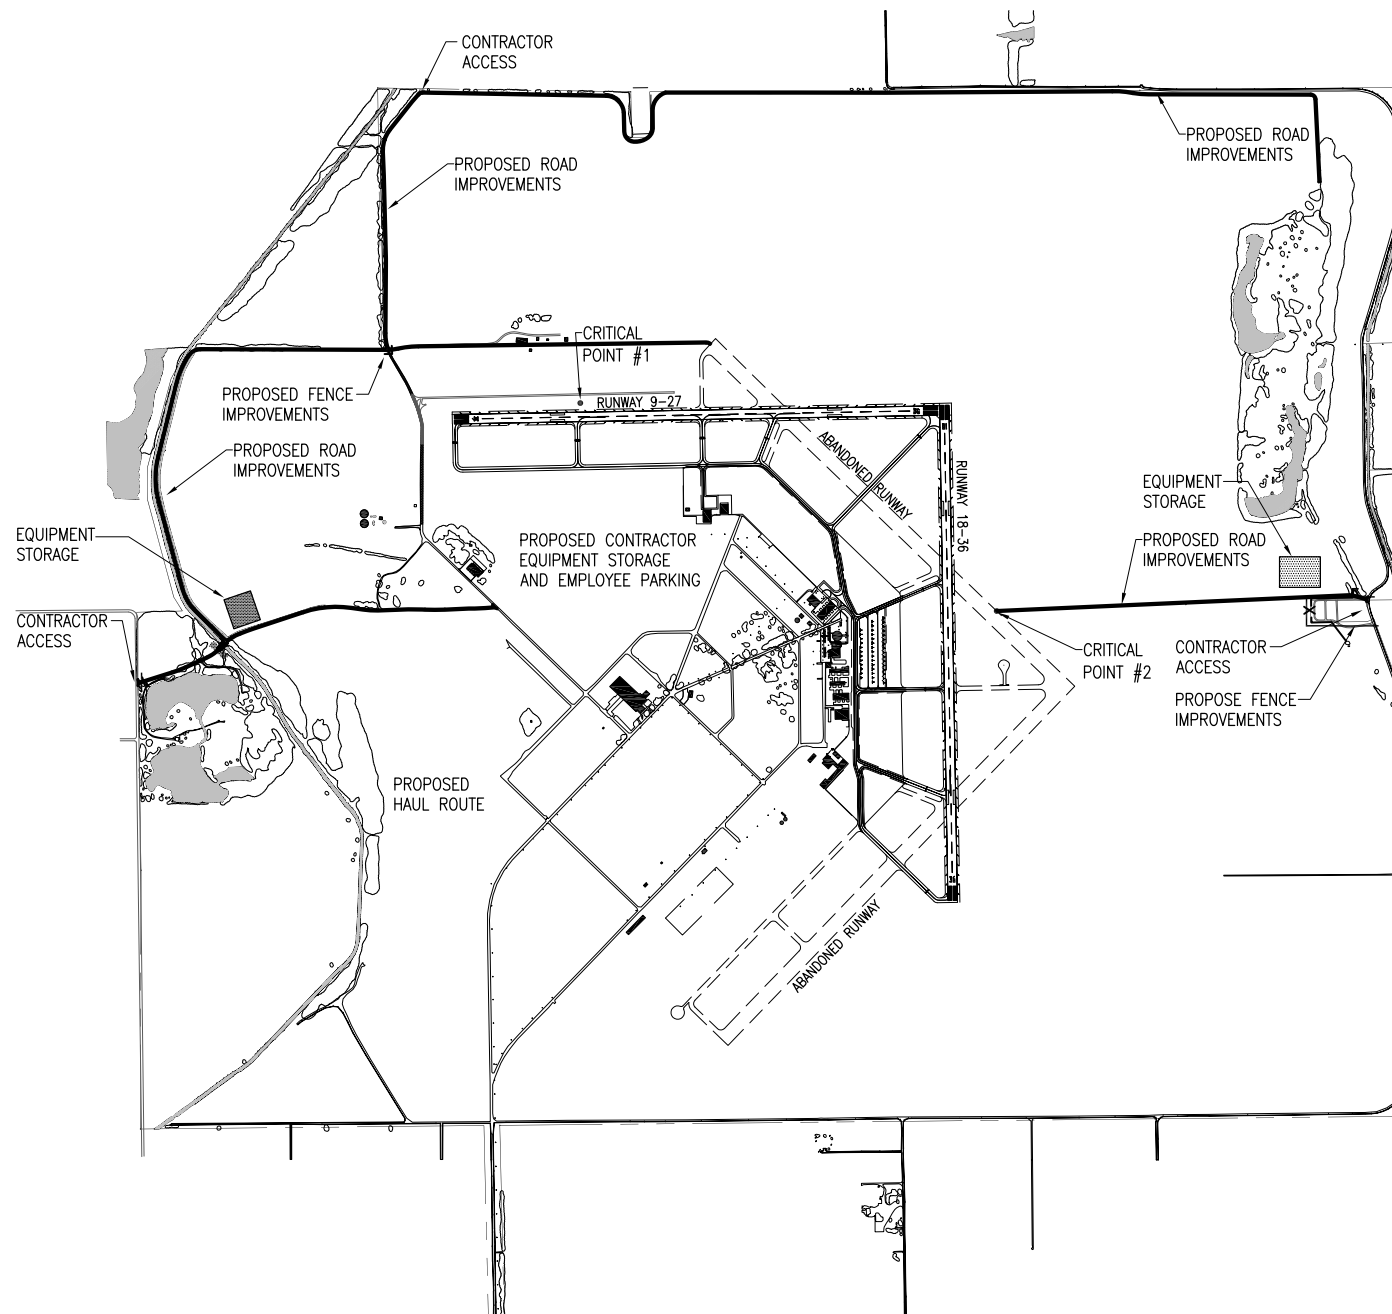 CONTRACTOR
ACCESS
PROPOSED ROAD
IMPROVEMENTS
PROPOSED ROAD
IMPROVEMENTS
CRITICAL
POINT #1
PROPOSED FENCE
IMPROVEMENTS
RUNWAY 9-27
PROPOSED ROAD
IMPROVEMENTS
ABANDONED RUNWAY
RUNWAY 18-36
EQUIPMENT
STORAGE
EQUIPMENT
STORAGE
PROPOSED CONTRACTOR
EQUIPMENT STORAGE
AND EMPLOYEE PARKING
PROPOSED ROAD
IMPROVEMENTS
CONTRACTOR
ACCESS
CRITICAL
POINT #2
CONTRACTOR
ACCESS
PROPOSE FENCE
IMPROVEMENTS
PROPOSED
HAUL ROUTE
36
ABANDONED RUNWAY